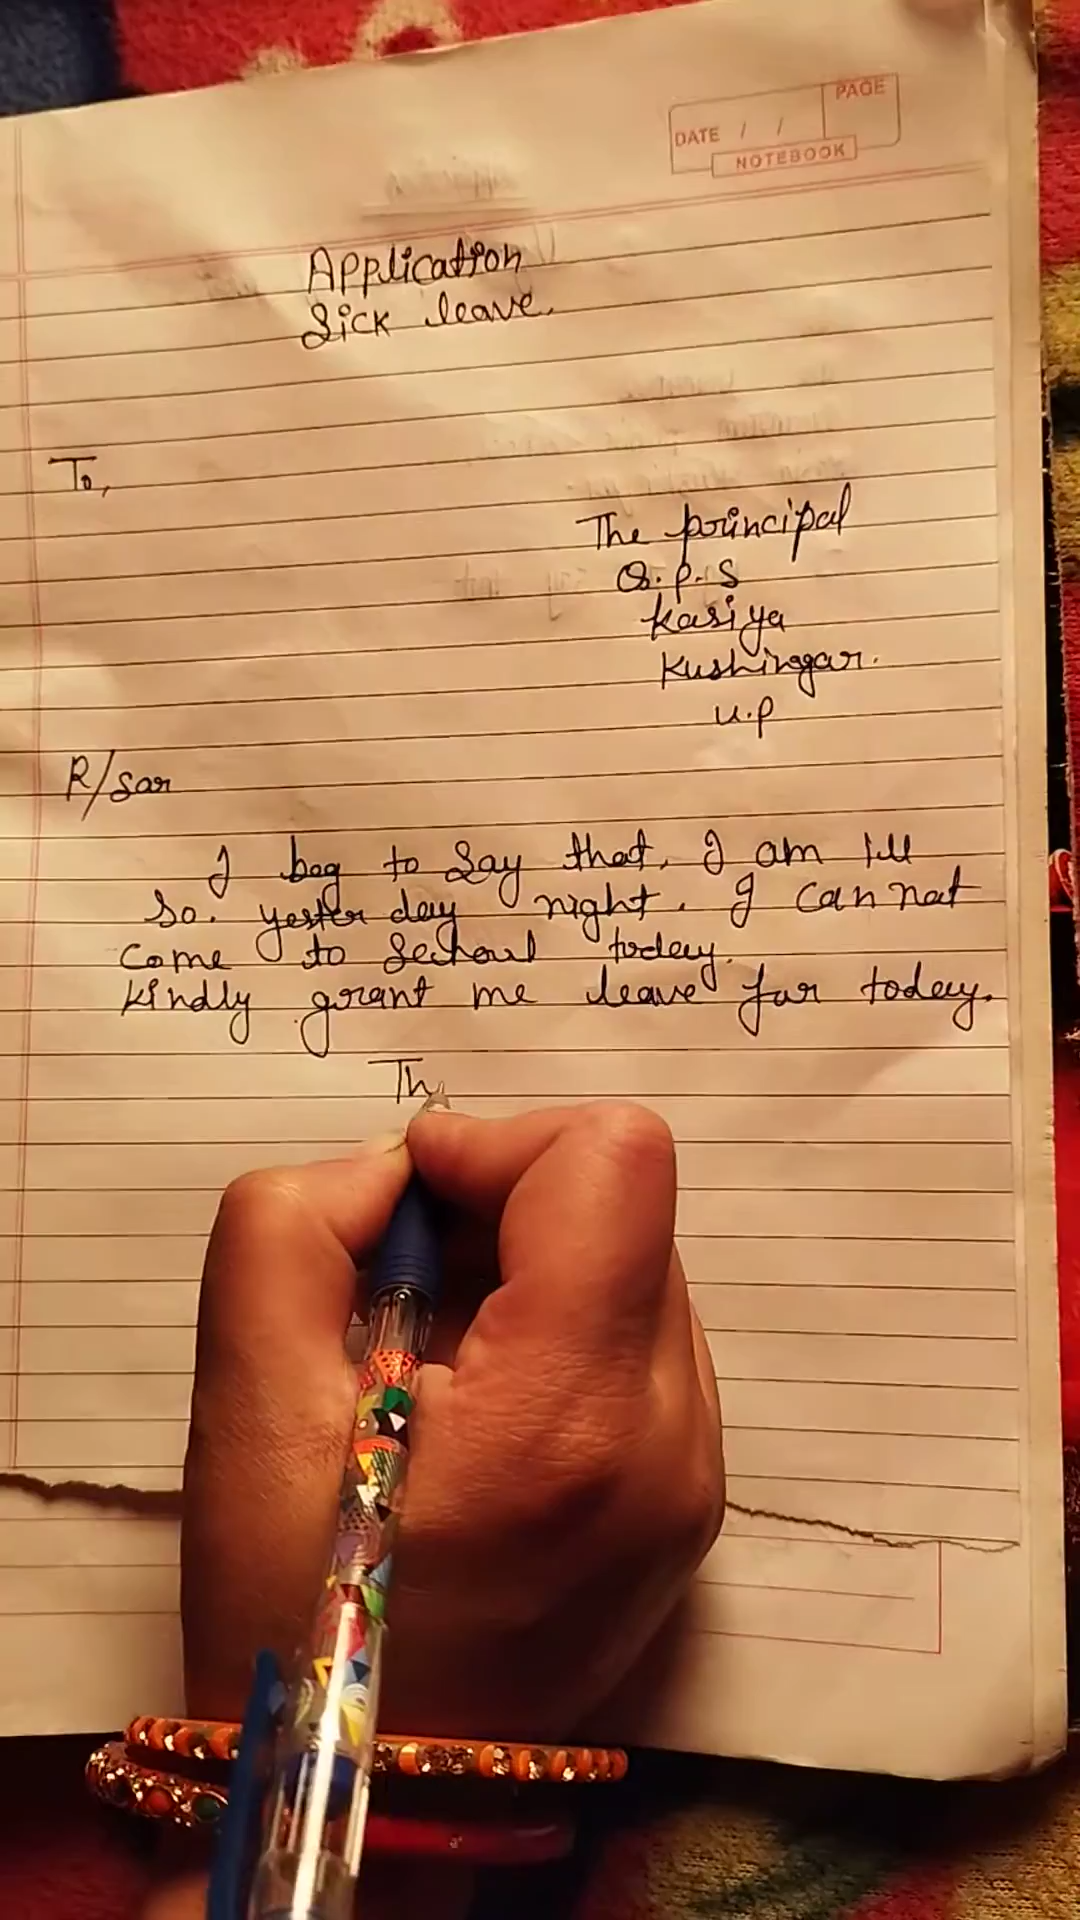 PAGE
DATE / /
NOTEBOOK
Application
Sick leave.
To,
The principal
Q.P.S
Kasiya
Kushinagar.
U.P
R/sar
I beg to Say that, I am ill
So. yester day night. I can not
come to School today.
kindly grant me leave far today.
Th